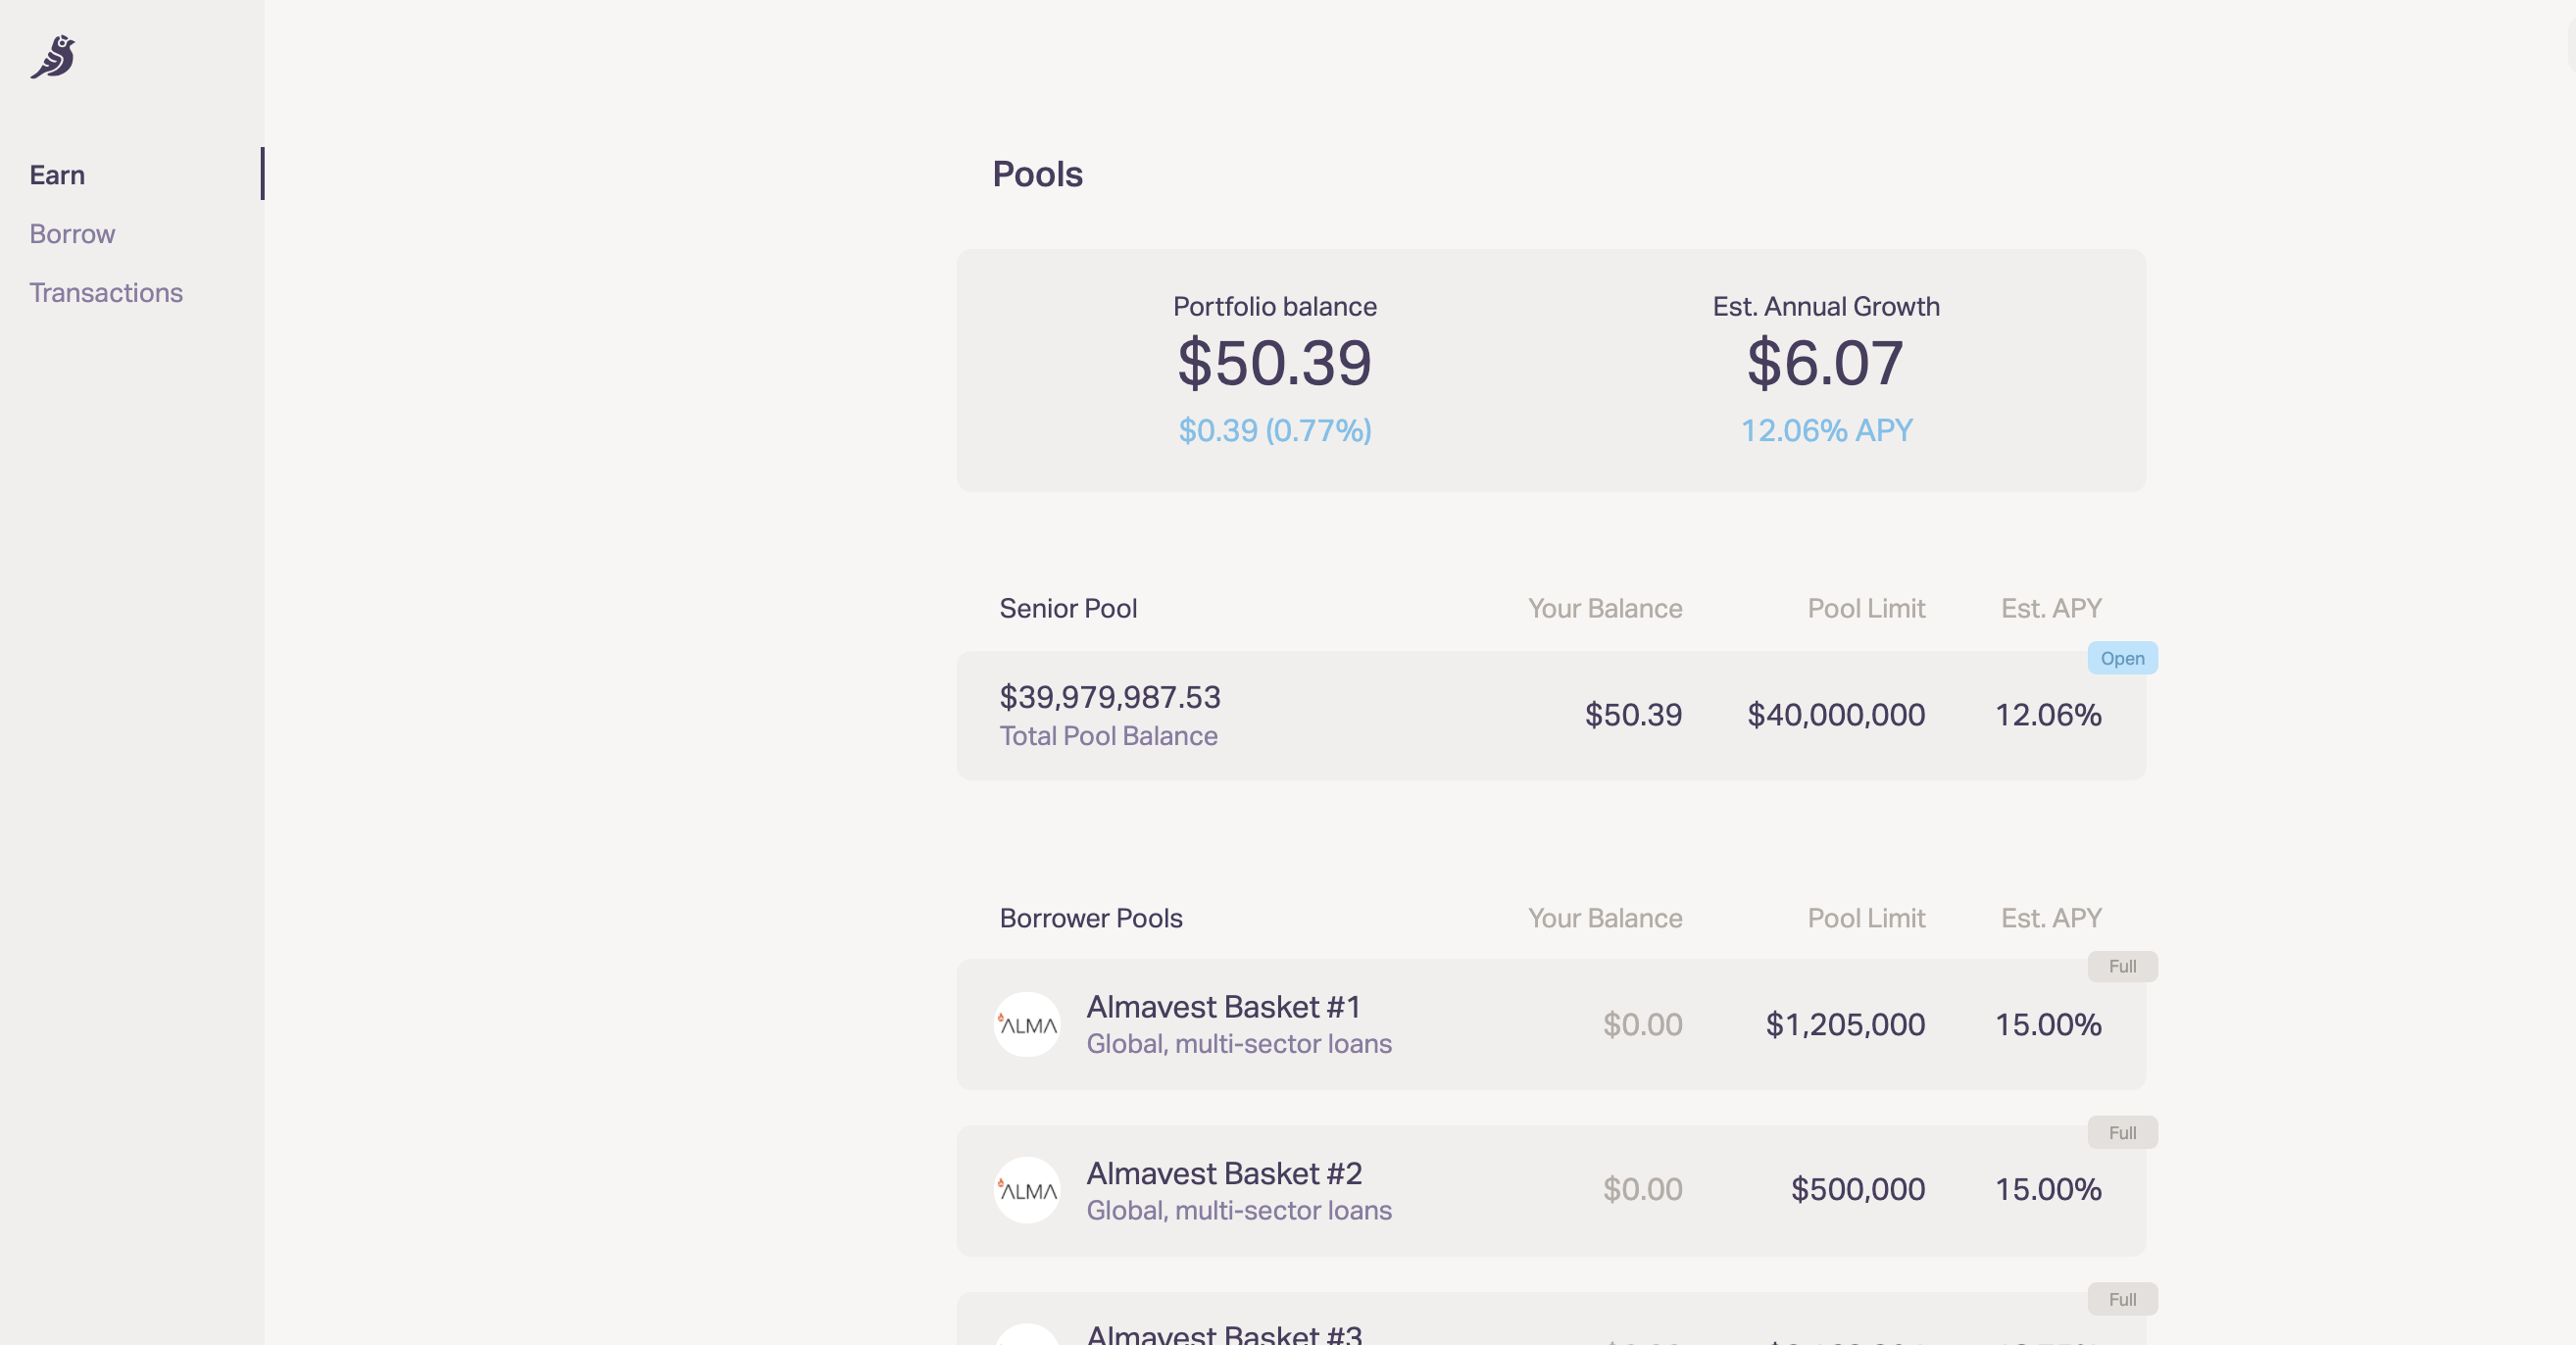 Earn
Borrow
Transactions
Pools
Portfolio balance Est. Annual Growth
$50.39 $6.07
$0.39 (0.77%) 12.06% APY
Senior Pool Your Balance Pool Limit Est. APY
Open
$39,979,987.53 $50.39 $40,000,000 12.06%
Total Pool Balance
Borrower Pools Your Balance Pool Limit Est. APY
Full
ALMA Almavest Basket #1 $0.00 $1,205,000 15.00%
Global, multi-sector loans
Full
ALMA Almavest Basket #2 $0.00 $500,000 15.00%
Global, multi-sector loans
Full
Almavest Basket #3